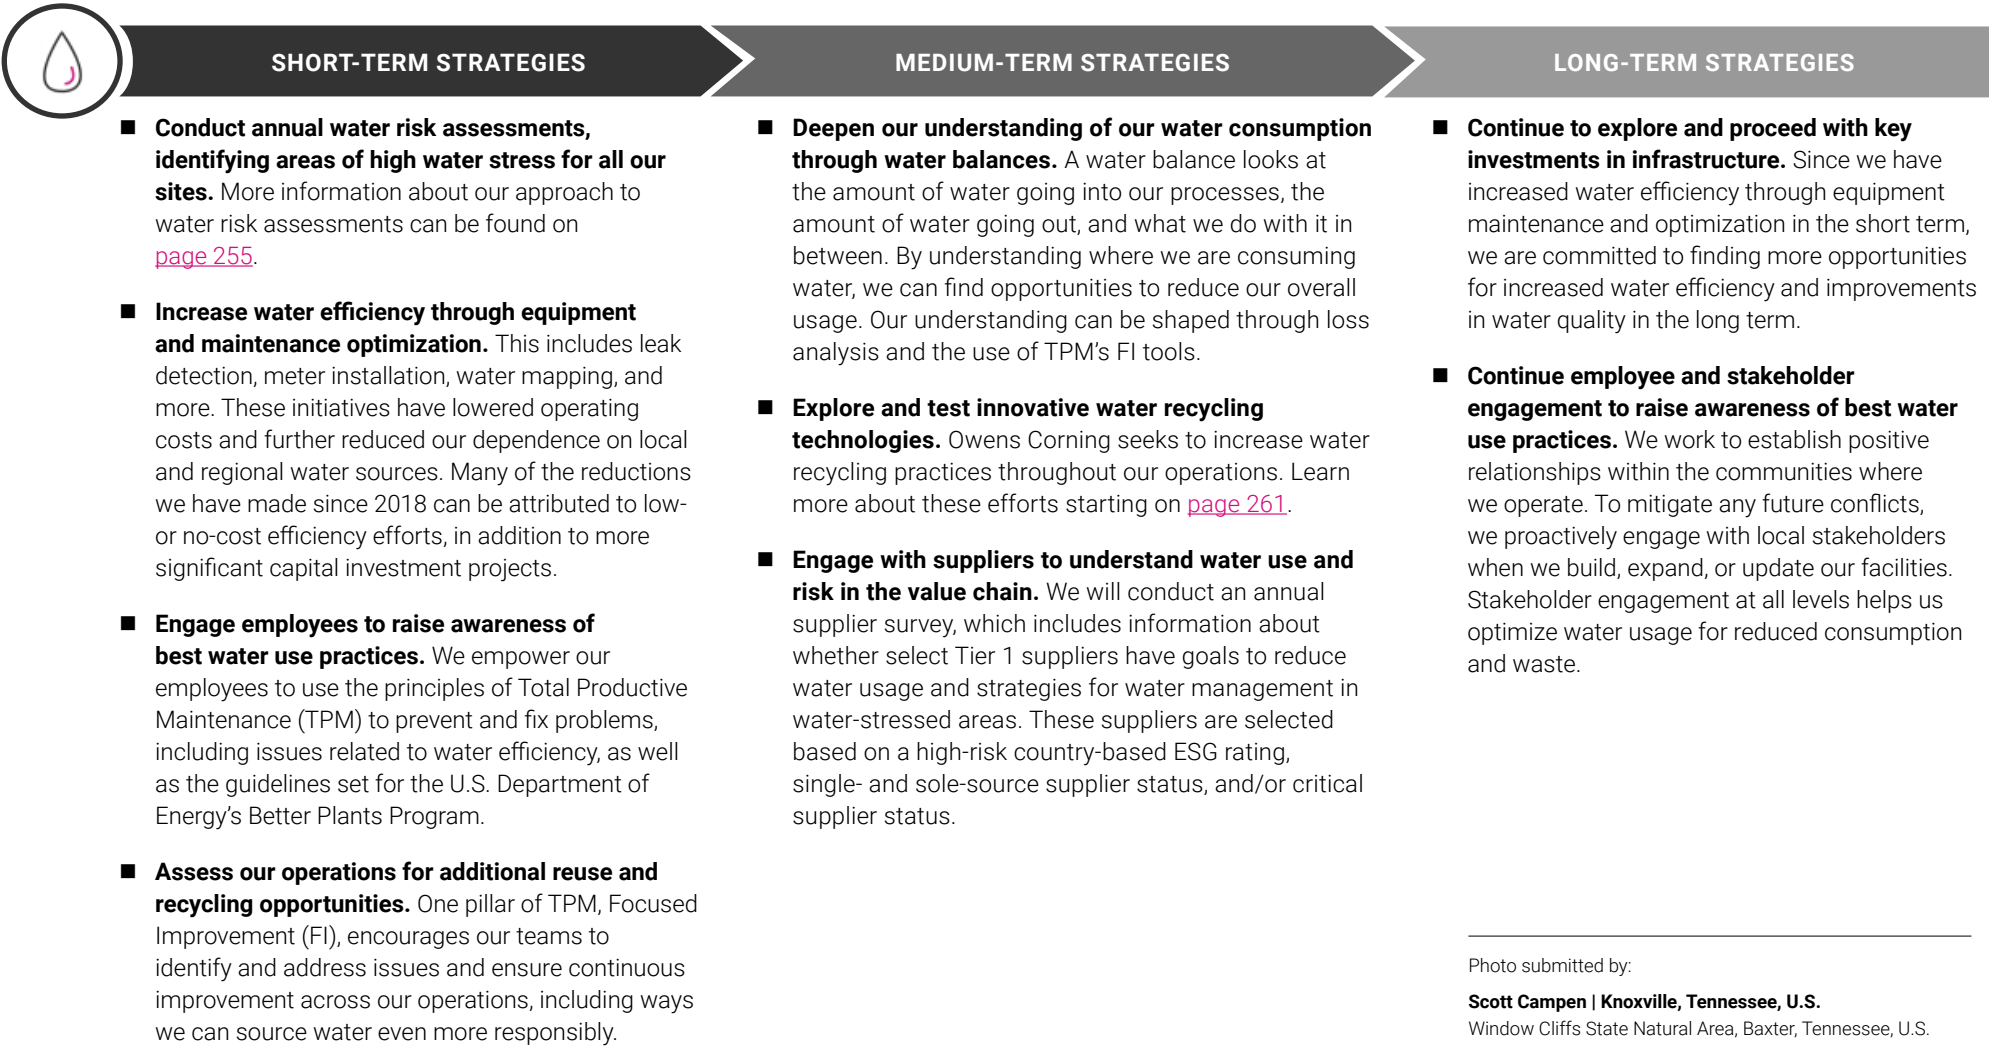 SHORT-TERM STRATEGIES
Conduct annual water risk assessments,
identifying areas of high water stress for all our
sites. More information about our approach to
water risk assessments can be found on
page 255.
Increase water efficiency through equipment
and maintenance optimization. This includes leak
detection, meter installation, water mapping, and
more. These initiatives have lowered operating
costs and further reduced our dependence on local
and regional water sources. Many of the reductions
we have made since 2018 can be attributed to low-
or no-cost efficiency efforts, in addition to more
significant capital investment projects.
Engage employees to raise awareness of
best water use practices. We empower our
employees to use the principles of Total Productive
Maintenance (TPM) to prevent and fix problems,
including issues related to water efficiency, as well
as the guidelines set for the U.S. Department of
Energy’s Better Plants Program.
Assess our operations for additional reuse and
recycling opportunities. One pillar of TPM, Focused
Improvement (FI), encourages our teams to
identify and address issues and ensure continuous
improvement across our operations, including ways
we can source water even more responsibly.
MEDIUM-TERM STRATEGIES
Deepen our understanding of our water consumption
through water balances. A water balance looks at
the amount of water going into our processes, the
amount of water going out, and what we do with it in
between. By understanding where we are consuming
water, we can find opportunities to reduce our overall
usage. Our understanding can be shaped through loss
analysis and the use of TPM’s FI tools.
Explore and test innovative water recycling
technologies. Owens Corning seeks to increase water
recycling practices throughout our operations. Learn
more about these efforts starting on page 261.
Engage with suppliers to understand water use and
risk in the value chain. We will conduct an annual
supplier survey, which includes information about
whether select Tier 1 suppliers have goals to reduce
water usage and strategies for water management in
water-stressed areas. These suppliers are selected
based on a high-risk country-based ESG rating,
single- and sole-source supplier status, and/or critical
supplier status.
LONG-TERM STRATEGIES
Continue to explore and proceed with key
investments in infrastructure. Since we have
increased water efficiency through equipment
maintenance and optimization in the short term,
we are committed to finding more opportunities
for increased water efficiency and improvements
in water quality in the long term.
Continue employee and stakeholder
engagement to raise awareness of best water
use practices. We work to establish positive
relationships within the communities where
we operate. To mitigate any future conflicts,
we proactively engage with local stakeholders
when we build, expand, or update our facilities.
Stakeholder engagement at all levels helps us
optimize water usage for reduced consumption
and waste.
Photo submitted by:
Scott Campen | Knoxville, Tennessee, U.S.
Window Cliffs State Natural Area, Baxter, Tennessee, U.S.